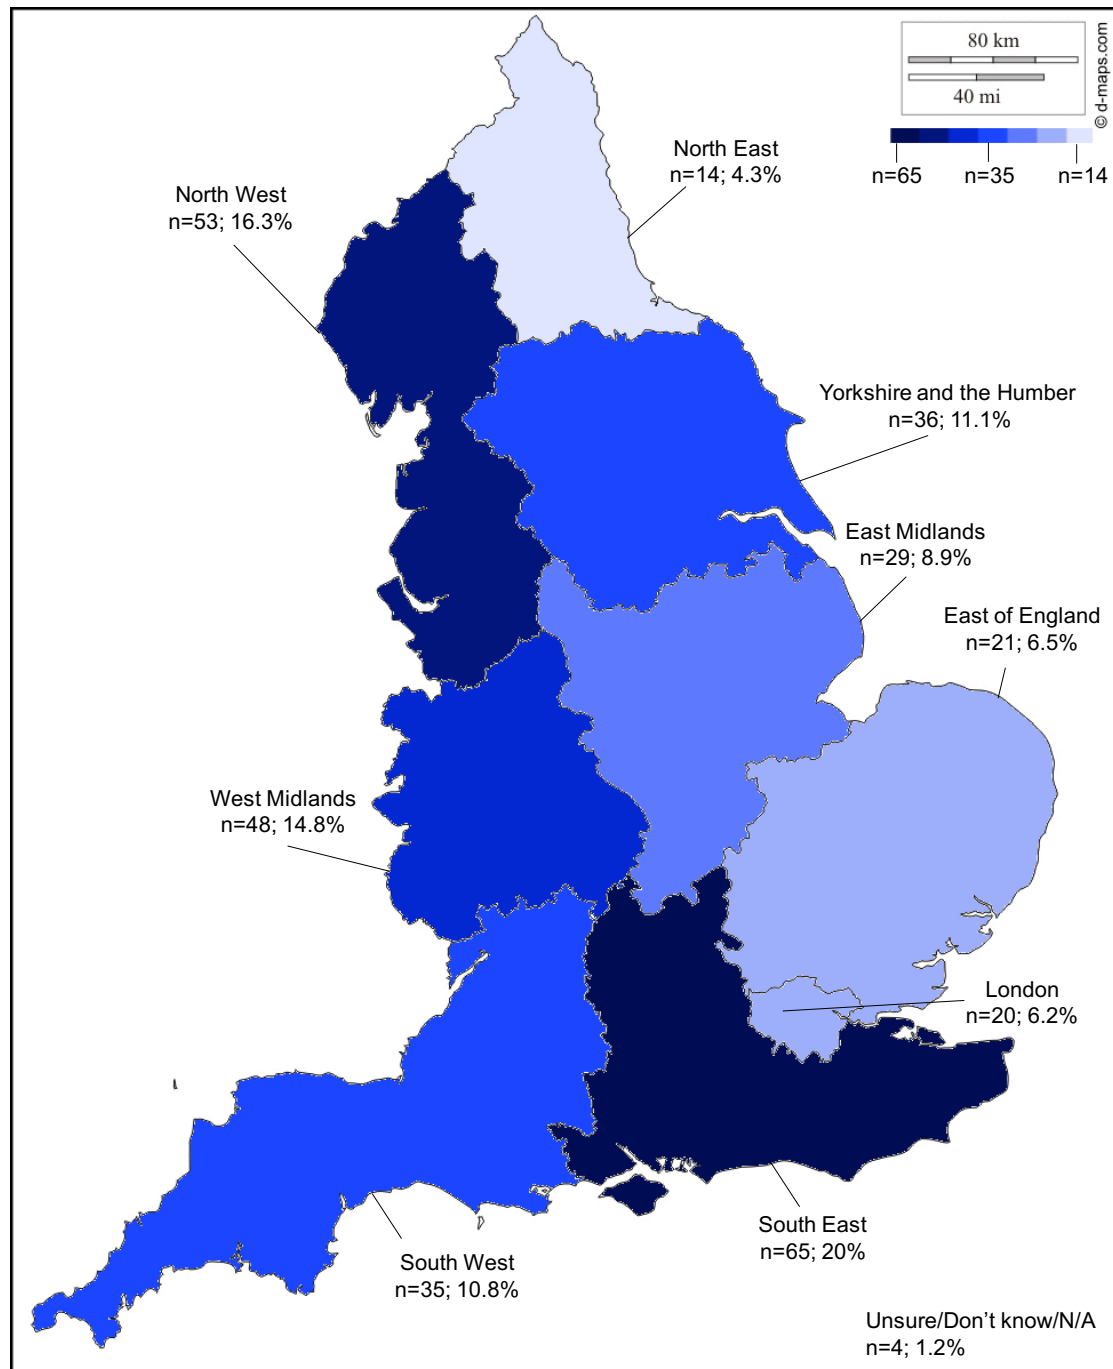 80 km
40 mi
© d-maps.com
n=65
n=35
n=14
North East
n=14; 4.3%
North West
n=53; 16.3%
Yorkshire and the Humber
n=36; 11.1%
East Midlands
n=29; 8.9%
East of England
n=21; 6.5%
West Midlands
n=48; 14.8%
London
n=20; 6.2%
South East
n=65; 20%
South West
n=35; 10.8%
Unsure/Don't know/N/A
n=4; 1.2%